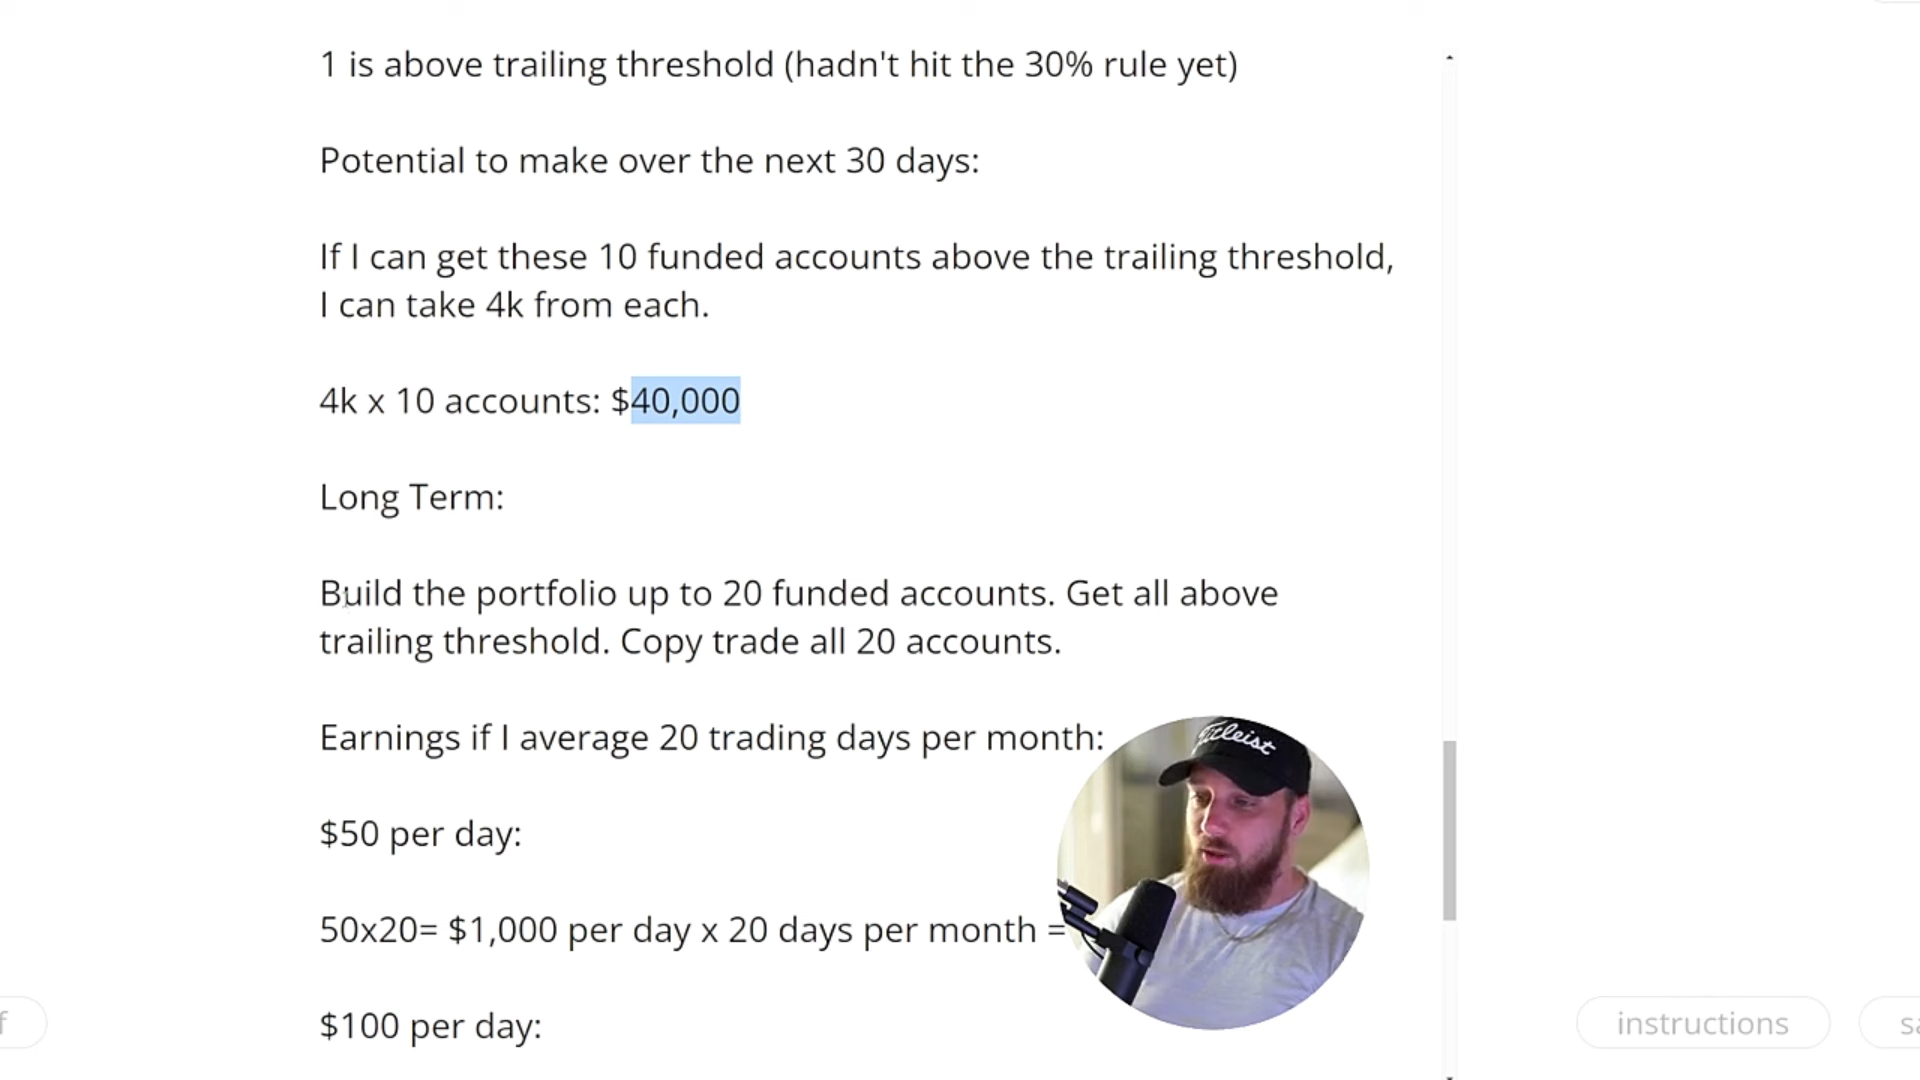 1 is above trailing threshold (hadn't hit the 30% rule yet)
Potential to make over the next 30 days:
If I can get these 10 funded accounts above the trailing threshold,
I can take 4k from each.
4k x 10 accounts: $40,000
Long Term:
Build the portfolio up to 20 funded accounts. Get all above
trailing threshold. Copy trade all 20 accounts.
Earnings if I average 20 trading days per month:
Titleist
$50 per day:
50x20= $1,000 per day x 20 days per month =
$100 per day:
f
instructions
sa